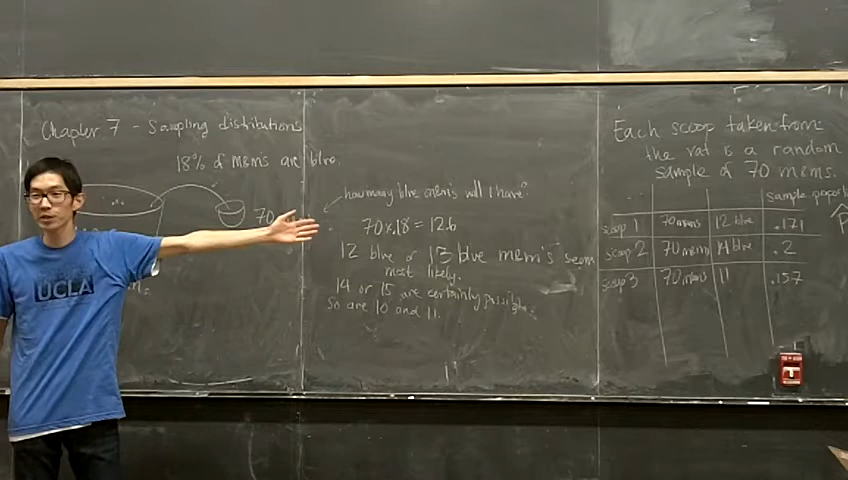 Chapter 7 - Sampling distributions
18% of m&ms are blue.
70
how many blue m&m's will I have?
70 x .18 = 12.6
12 blue or 13 blue m&m's seem
most likely.
14 or 15 are certainly possible.
So are 10 and 11.
Each scoop taken from
the vat is a random
sample of 70 m&ms.
sample proport
scoop 1 70 m&ms 12 blue .171
scoop 2 70 m&ms 14 blue .2
scoop 3 70 m&ms 11 .157
UCLA